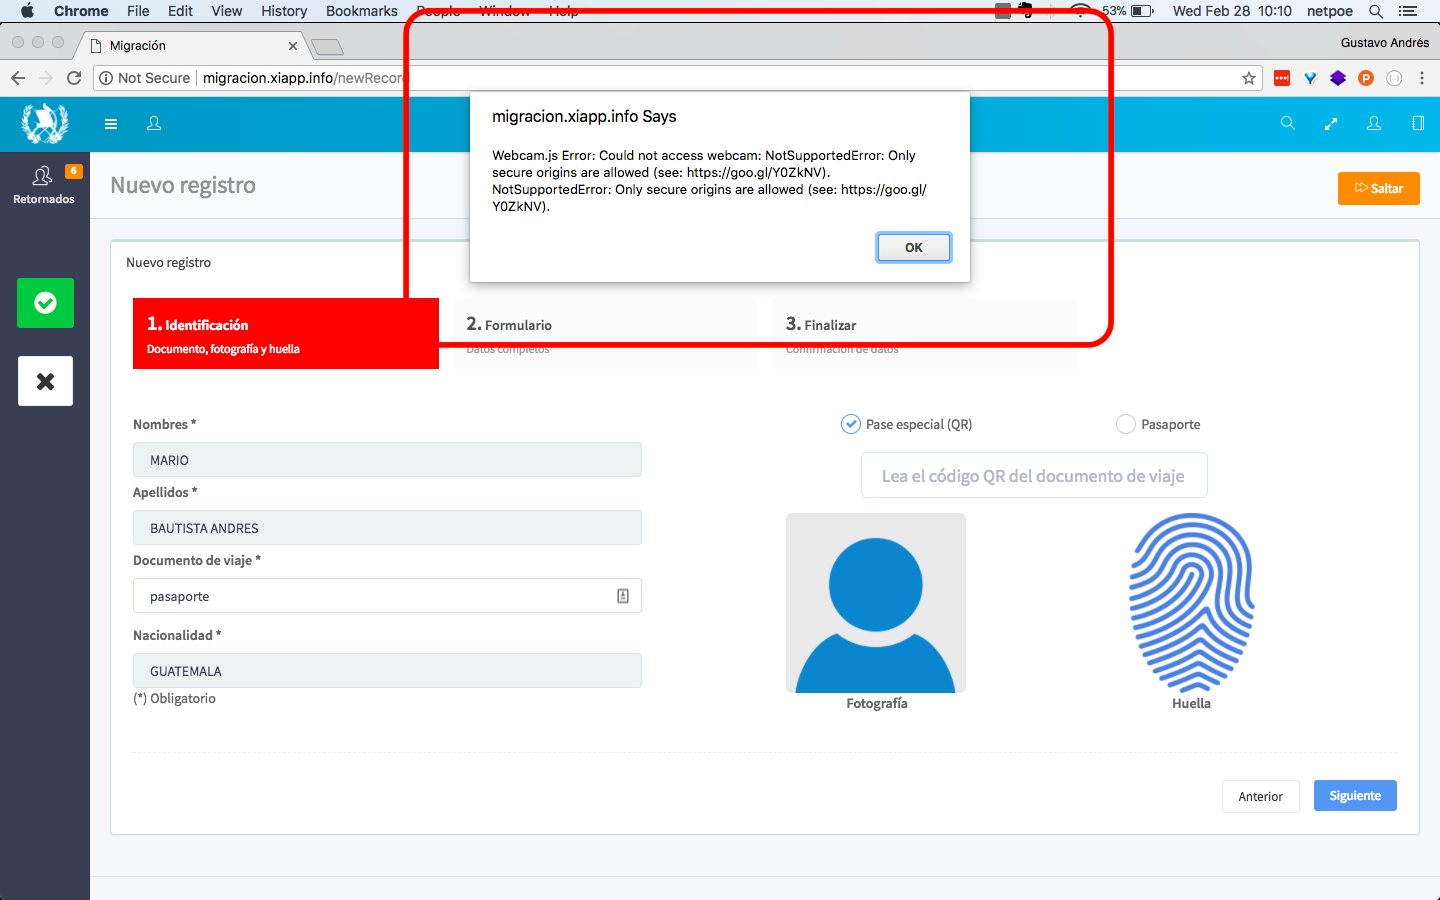 Chrome File Edit View History Bookmarks People Window Help 53% Wed Feb 28 10:10 netpoe
Migración
Gustavo Andrés
Not Secure migracion.xiapp.info/newRecord
migracion.xiapp.info Says
Webcam.js Error: Could not access webcam: NotSupportedError: Only
secure origins are allowed (see: https://goo.gl/Y0ZkNV).
NotSupportedError: Only secure origins are allowed (see: https://goo.gl/
Y0ZkNV).
OK
6
Retornados
Nuevo registro
Saltar
Nuevo registro
1. Identificación
Documento, fotografía y huella
2. Formulario
Datos completos
3. Finalizar
Confirmación de datos
Nombres *
MARIO
Apellidos *
BAUTISTA ANDRES
Documento de viaje *
pasaporte
Nacionalidad *
GUATEMALA
(*) Obligatorio
Pase especial (QR)
Pasaporte
Lea el código QR del documento de viaje
Fotografía
Huella
Anterior
Siguiente